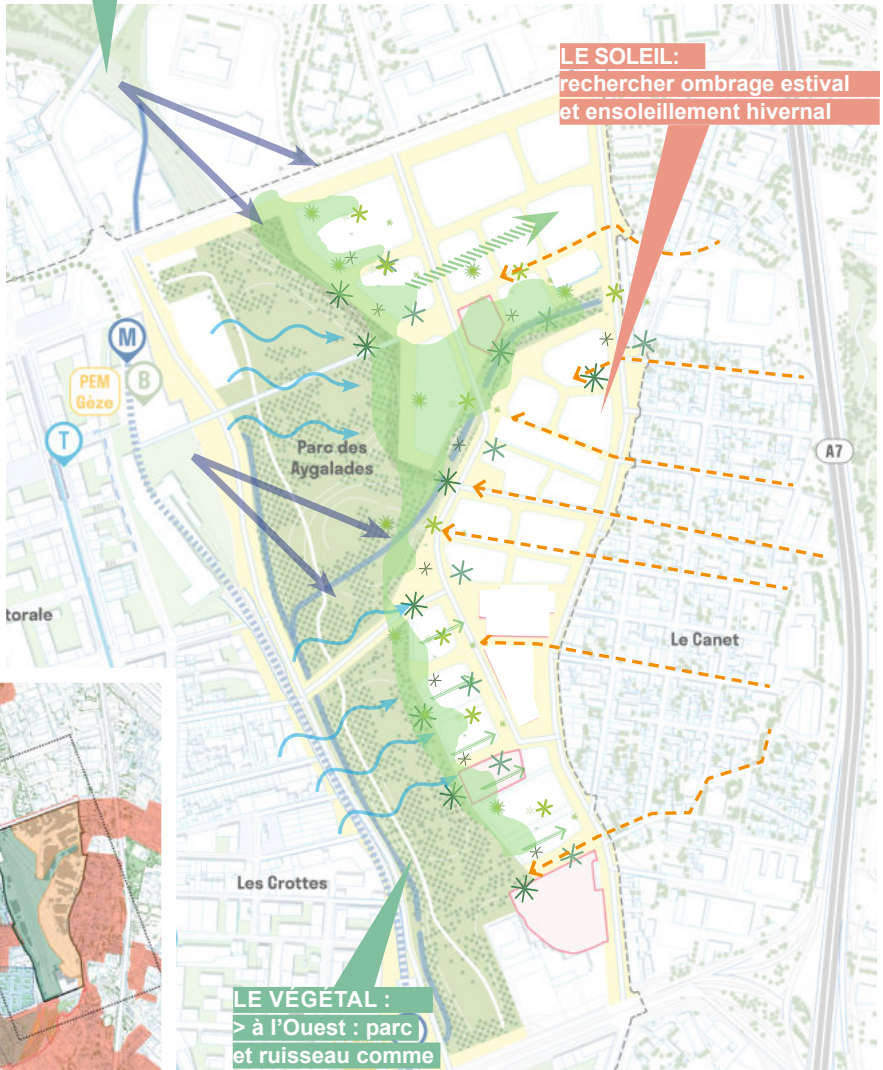 LE SOLEIL:
rechercher ombrage estival
et ensoleillement hivernal
M
PEM
Gèze
B
T
Parc des
Aygalades
A7
torale
Le Canet
Les Crottes
LE VÉGÉTAL :
> à l'Ouest : parc
et ruisseau comme